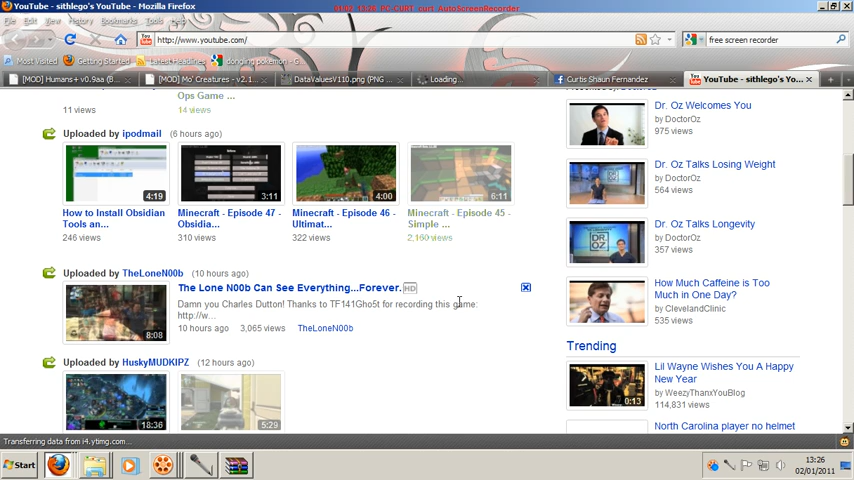 YouTube - sithlego's YouTube - Mozilla Firefox
File Edit View History Bookmarks Tools Help
http://www.youtube.com/
free screen recorder
Most Visited Getting Started Latest Headlines dongling pokemon GL...
[MOD] Humans+ v0.9aa (B...
[MOD] Mo' Creatures - v2.1...
DataValuesV110.png (PNG ...
Loading...
Curtis Shaun Fernandez
YouTube - sithlego's Yo...
Ops Game ...
11 views
14 views
Uploaded by ipodmail (6 hours ago)
4:19
3:11
4:00
6:11
How to Install Obsidian Tools an...
246 views
Minecraft - Episode 47 - Obsidia...
310 views
Minecraft - Episode 46 - Ultimat...
322 views
Minecraft - Episode 45 - Simple ...
2,160 views
Uploaded by TheLoneN00b (10 hours ago)
8:08
The Lone N00b Can See Everything...Forever. HD
Damn you Charles Dutton! Thanks to TF141Gho5t for recording this game:
http://w...
10 hours ago 3,065 views TheLoneN00b
Uploaded by HuskyMUDKIPZ (12 hours ago)
18:36
5:29
Dr. Oz Welcomes You
by DoctorOz
975 views
Dr. Oz Talks Losing Weight
by DoctorOz
564 views
Dr. Oz Talks Longevity
by DoctorOz
357 views
How Much Caffeine is Too
Much in One Day?
by ClevelandClinic
535 views
Trending
0:13
Lil Wayne Wishes You A Happy
New Year
by WeezyThanxYouBlog
114,831 views
North Carolina player no helmet
Transferring data from i4.ytimg.com...
Start
13:26
02/01/2011